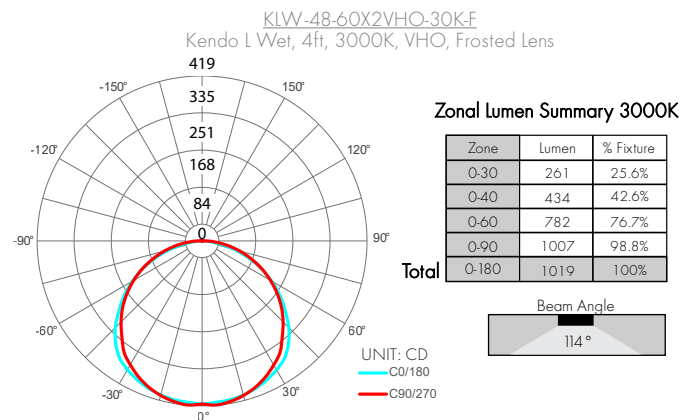 KLW-48-60X2VHO-30K-F
Kendo L Wet, 4ft, 3000K, VHO, Frosted Lens
419
-150° 335 150°
251
-120° 168 120°
84
-90° 0 90°
-60° 60°
-30° 30°
0°
UNIT: CD
C0/180
C90/270
Zonal Lumen Summary 3000K
Zone Lumen % Fixture
0-30 261 25.6%
0-40 434 42.6%
0-60 782 76.7%
0-90 1007 98.8%
Total 0-180 1019 100%
Beam Angle
114°